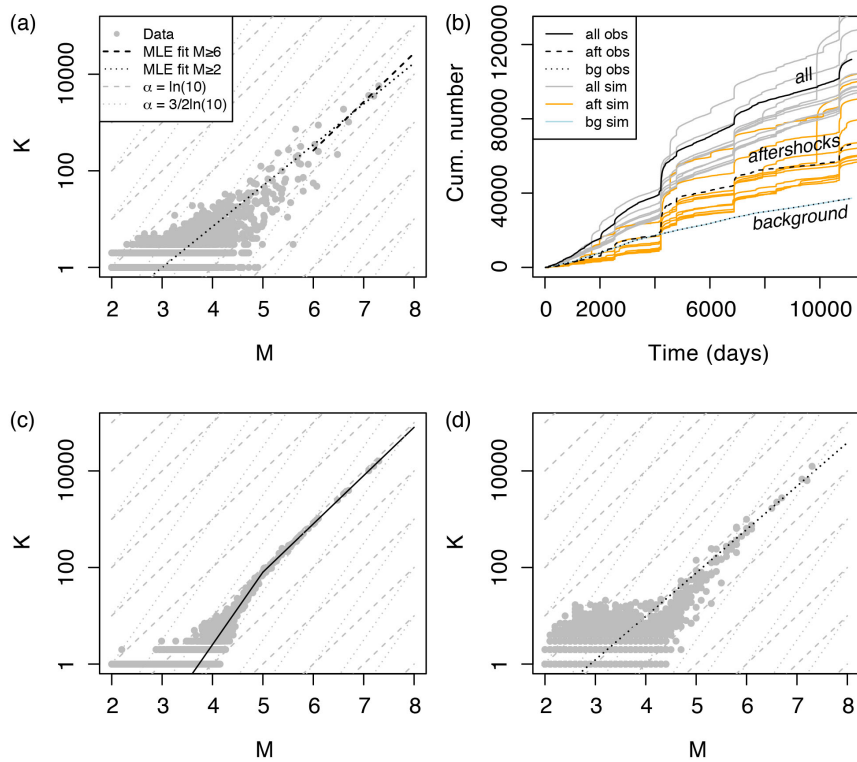 (a)
Data
MLE fit M≥6
MLE fit M≥2
α = ln(10)
α = 3/2ln(10)
K
10000
100
1
2 3 4 5 6 7 8
M
(b)
all obs
aft obs
bg obs
all sim
aft sim
bg sim
all
aftershocks
background
Cum. number
120000
80000
40000
0
0 2000 6000 10000
Time (days)
(c)
K
10000
100
1
2 3 4 5 6 7 8
M
(d)
K
10000
100
1
2 3 4 5 6 7 8
M